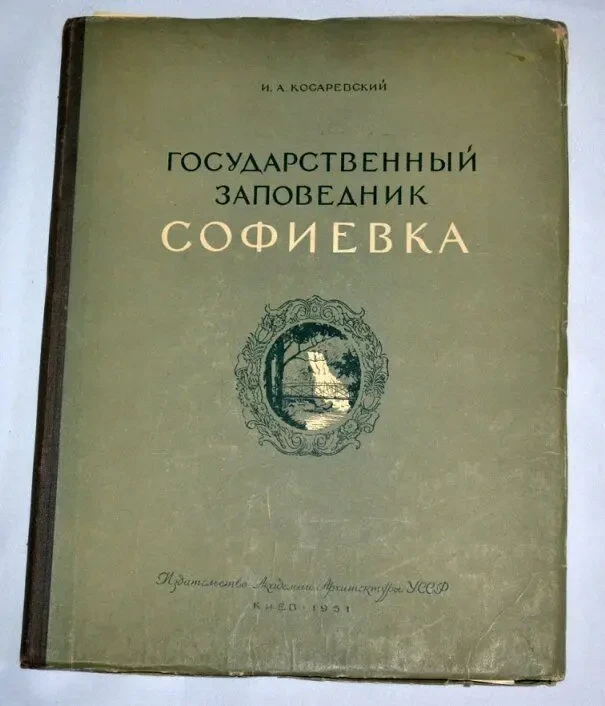 И. А. КОСАРЕВСКИЙ
ГОСУДАРСТВЕННЫЙ
ЗАПОВЕДНИК
СОФИЕВКА
Издательство Академии Архитектуры УССР
КИЕВ · 1951